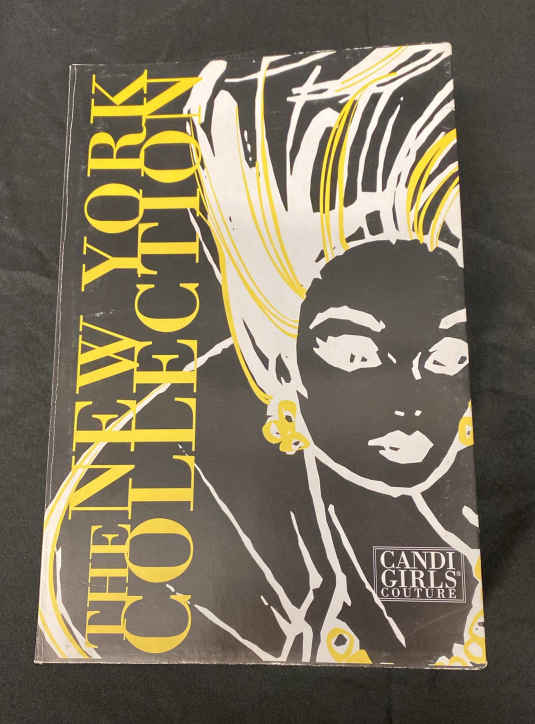 THE NEW YORK
COLLECTION
CANDI
GIRLS®
COUTURE